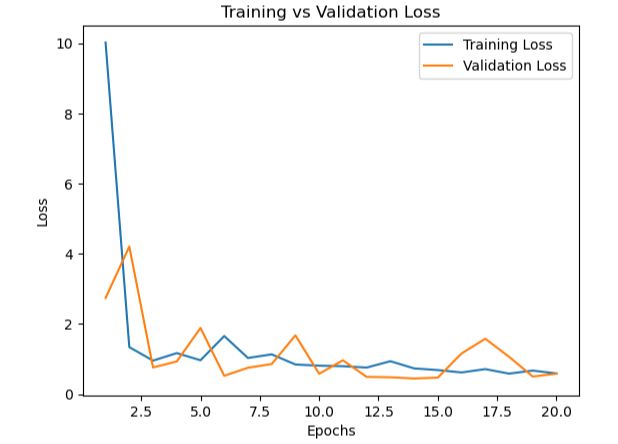 Training vs Validation Loss
Training Loss
Validation Loss
Loss
10
8
6
4
2
0
2.5 5.0 7.5 10.0 12.5 15.0 17.5 20.0
Epochs